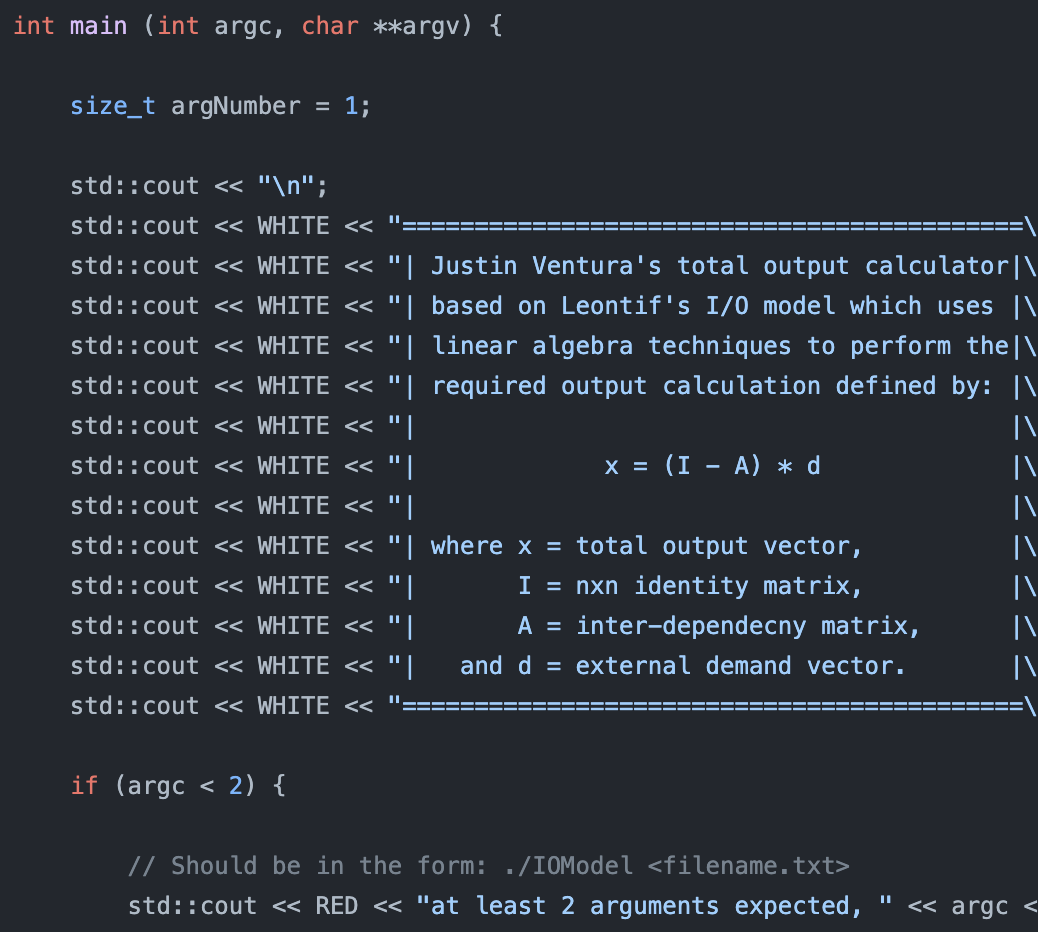 int main (int argc, char **argv) {
size_t argNumber = 1;
std::cout << "\n";
std::cout << WHITE << "===========================================\
std::cout << WHITE << "| Justin Ventura's total output calculator|\
std::cout << WHITE << "| based on Leontif's I/O model which uses |\
std::cout << WHITE << "| linear algebra techniques to perform the|\
std::cout << WHITE << "| required output calculation defined by: |\
std::cout << WHITE << "|                                         |\
std::cout << WHITE << "|             x = (I - A) * d             |\
std::cout << WHITE << "|                                         |\
std::cout << WHITE << "| where x = total output vector,          |\
std::cout << WHITE << "|       I = nxn identity matrix,          |\
std::cout << WHITE << "|       A = inter-dependecny matrix,      |\
std::cout << WHITE << "|   and d = external demand vector.       |\
std::cout << WHITE << "===========================================\
if (argc < 2) {
// Should be in the form: ./IOModel <filename.txt>
std::cout << RED << "at least 2 arguments expected, " << argc <